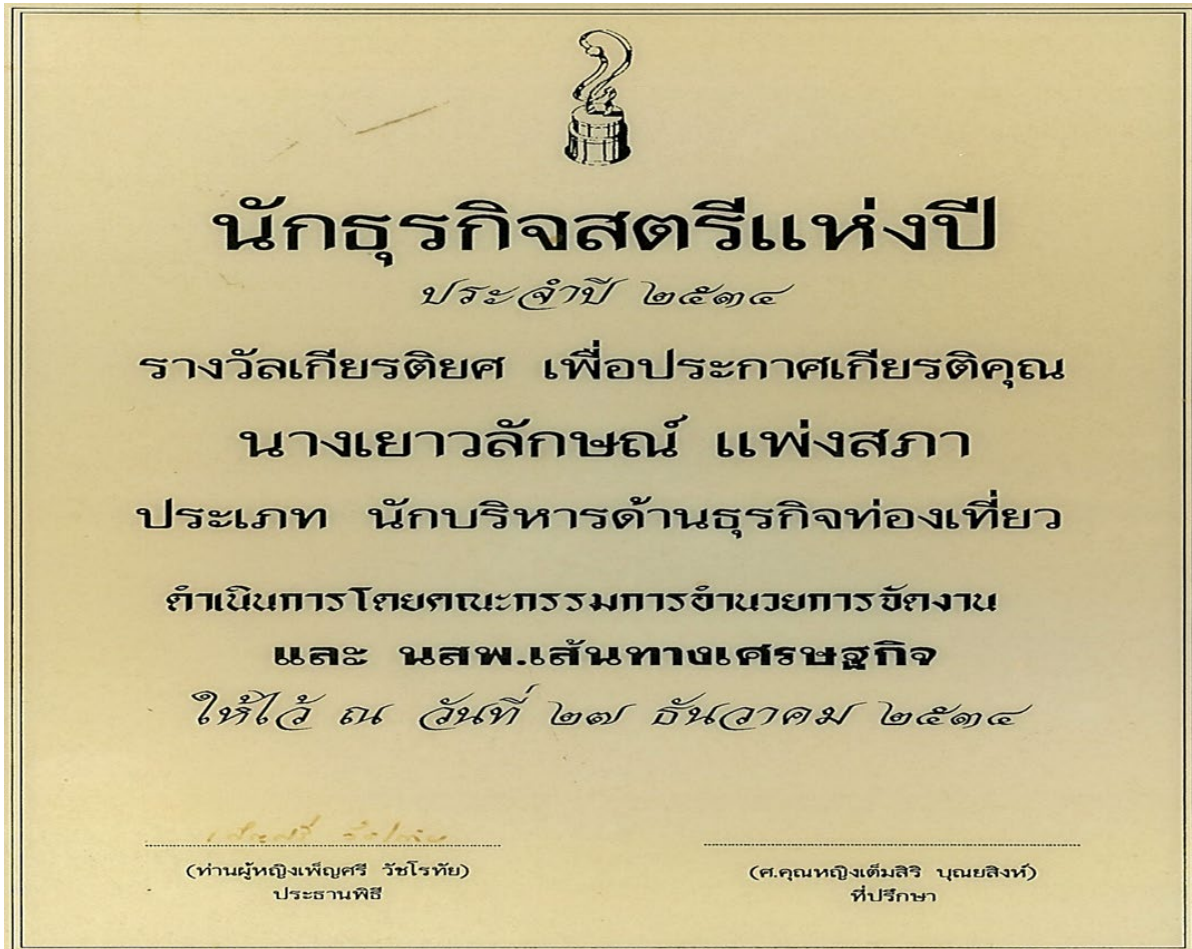 นักธุรกิจสตรีแห่งปี
ประจำปี ๒๕๓๔
รางวัลเกียรติยศ เพื่อประกาศเกียรติคุณ
นางเยาวลักษณ์ แพ่งสภา
ประเภท นักบริหารด้านธุรกิจท่องเที่ยว
ดำเนินการโดยคณะกรรมการอำนวยการจัดงาน
และ นสพ.เส้นทางเศรษฐกิจ
ให้ไว้ ณ วันที่ ๒๗ ธันวาคม ๒๕๓๔
(ท่านผู้หญิงเพ็ญศรี วัชโรทัย)
ประธานพิธี
(ศ.คุณหญิงเต็มสิริ บุณยสิงห์)
ที่ปรึกษา